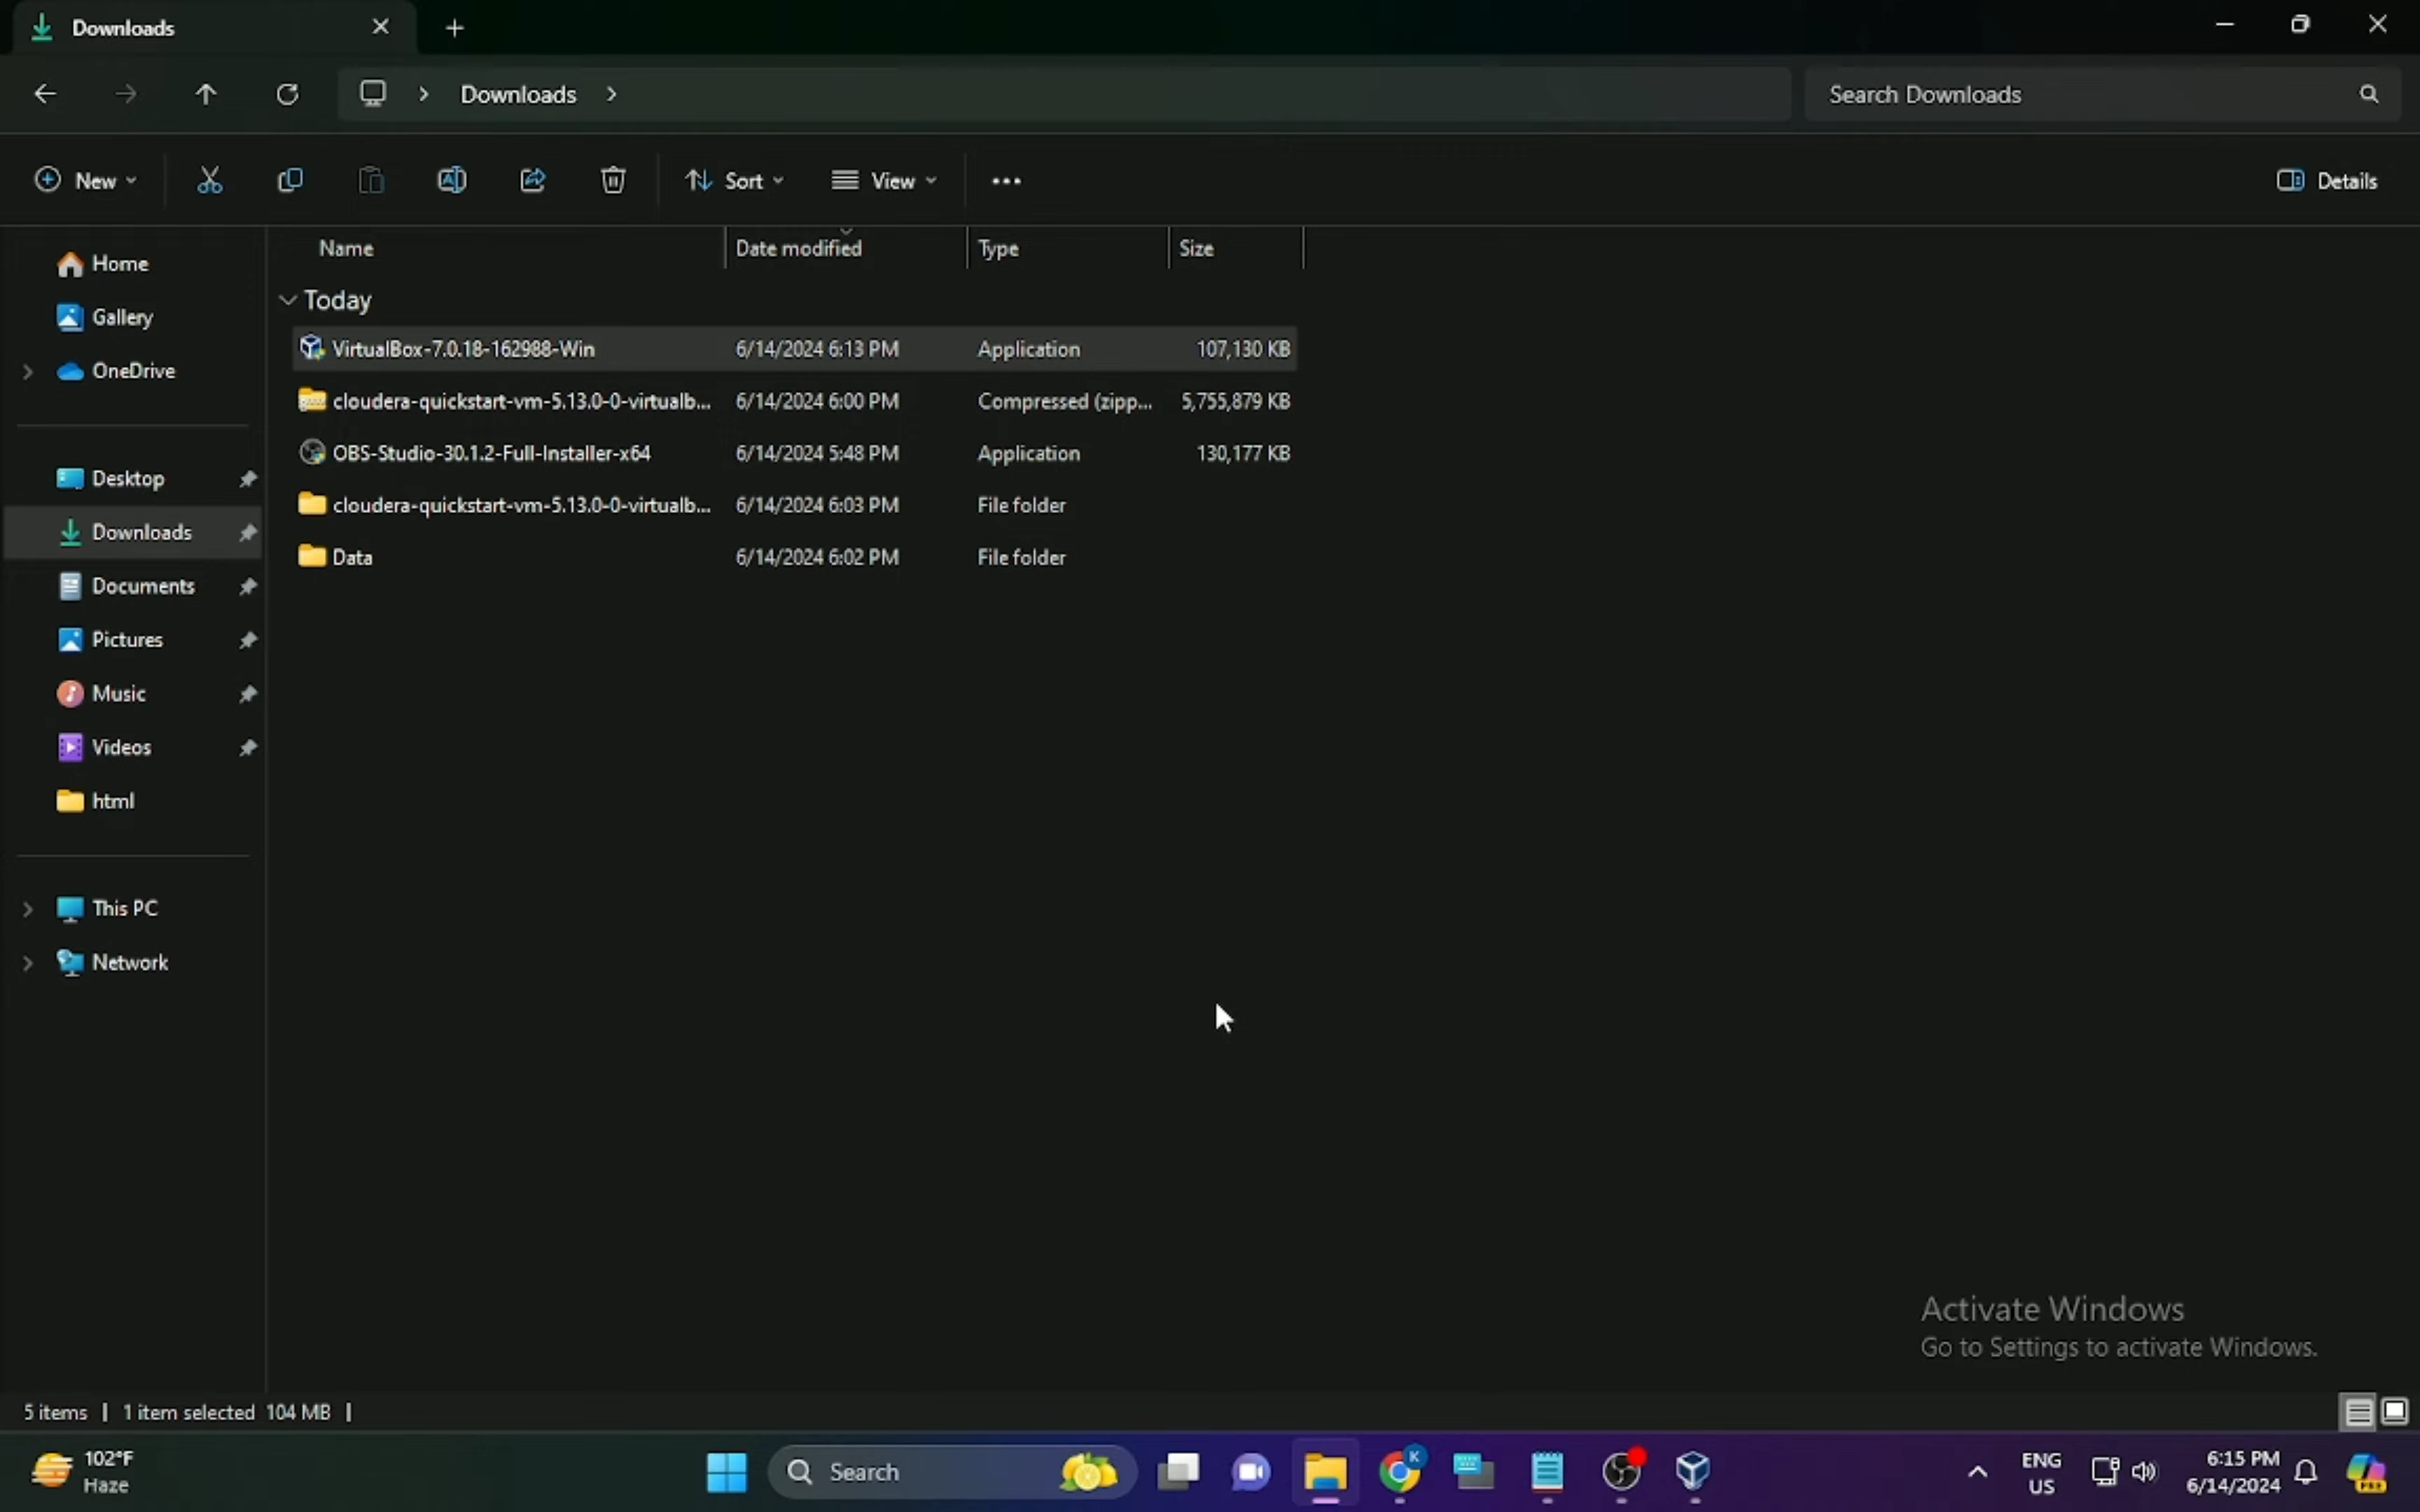 Downloads
Downloads
Search Downloads
New
Sort
View
Details
Name Date modified Type Size
Home
Gallery
OneDrive
Desktop
Downloads
Documents
Pictures
Music
Videos
html
This PC
Network
Today
VirtualBox-7.0.18-162988-Win 6/14/2024 6:13 PM Application 107,130 KB
cloudera-quickstart-vm-5.13.0-0-virtualb... 6/14/2024 6:00 PM Compressed (zipp... 5,755,879 KB
OBS-Studio-30.1.2-Full-Installer-x64 6/14/2024 5:48 PM Application 130,177 KB
cloudera-quickstart-vm-5.13.0-0-virtualb... 6/14/2024 6:03 PM File folder
Data 6/14/2024 6:02 PM File folder
Activate Windows
Go to Settings to activate Windows.
5 items | 1 item selected 104 MB |
102°F
Haze
Search
K
ENG
US
6:15 PM
6/14/2024
PRE